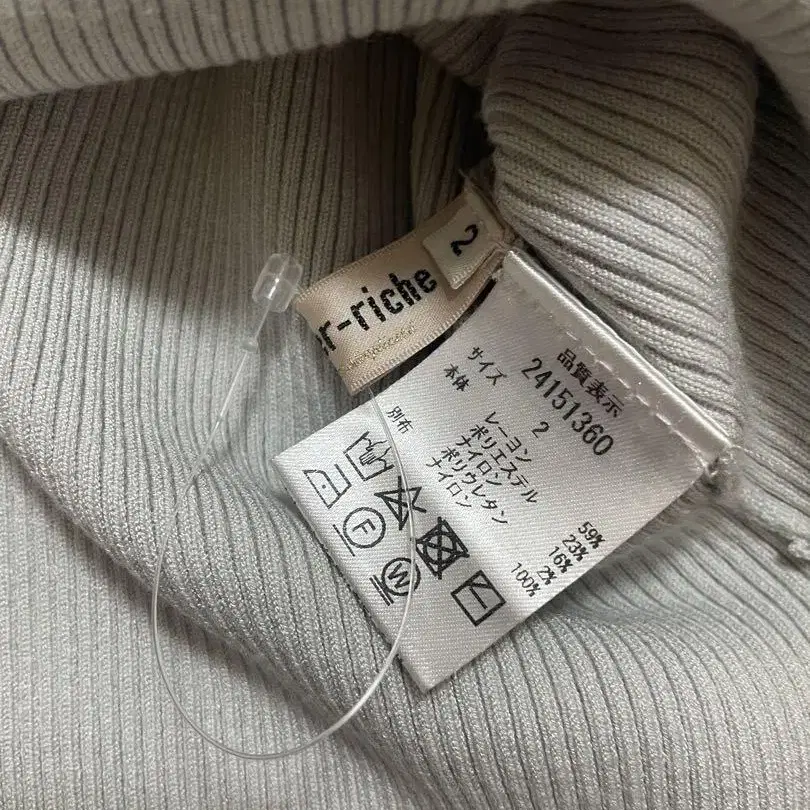 2
er-riche
品質表示
24151360
サイズ 2
本体 レーヨン 59%
ポリエステル 23%
ナイロン 16%
ポリウレタン 2%
別布 ナイロン 100%
F
W